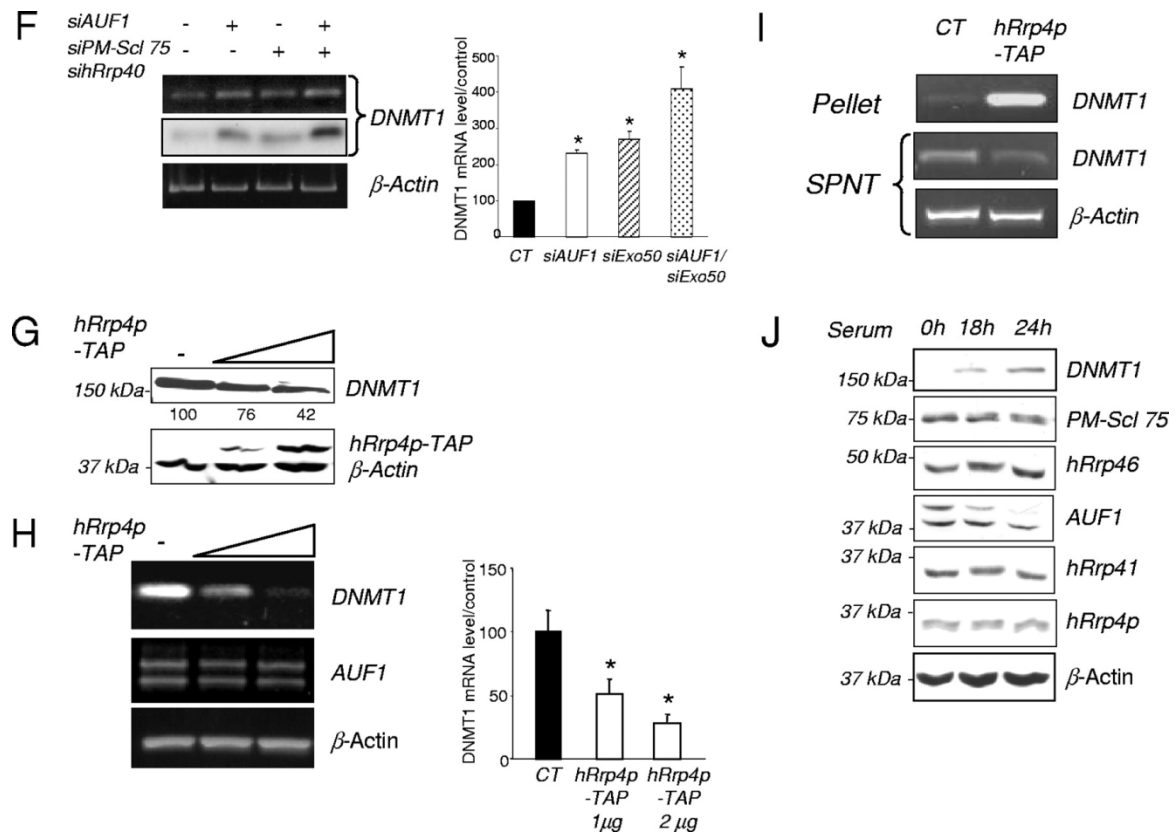 F
siAUF1 - + - +
siPM-Scl 75 - - + +
sihRrp40
DNMT1
β-Actin
DNMT1 mRNA level/control
500
400
300
200
100
0
* * *
CT siAUF1 siExo50 siAUF1/
siExo50
G
hRrp4p
-TAP -
150 kDa- DNMT1
100 76 42
hRrp4p-TAP
37 kDa - β-Actin
H
hRrp4p
-TAP -
DNMT1
AUF1
β-Actin
DNMT1 mRNA level/control
150
100
50
0
* *
CT hRrp4p hRrp4p
-TAP -TAP
1μg 2 μg
I
CT hRrp4p
-TAP
Pellet DNMT1
SPNT DNMT1
β-Actin
J
Serum 0h 18h 24h
DNMT1
150 kDa-
75 kDa- PM-Scl 75
50 kDa-
hRrp46
AUF1
37 kDa-
37 kDa-
hRrp41
37 kDa-
hRrp4p
37 kDa- β-Actin